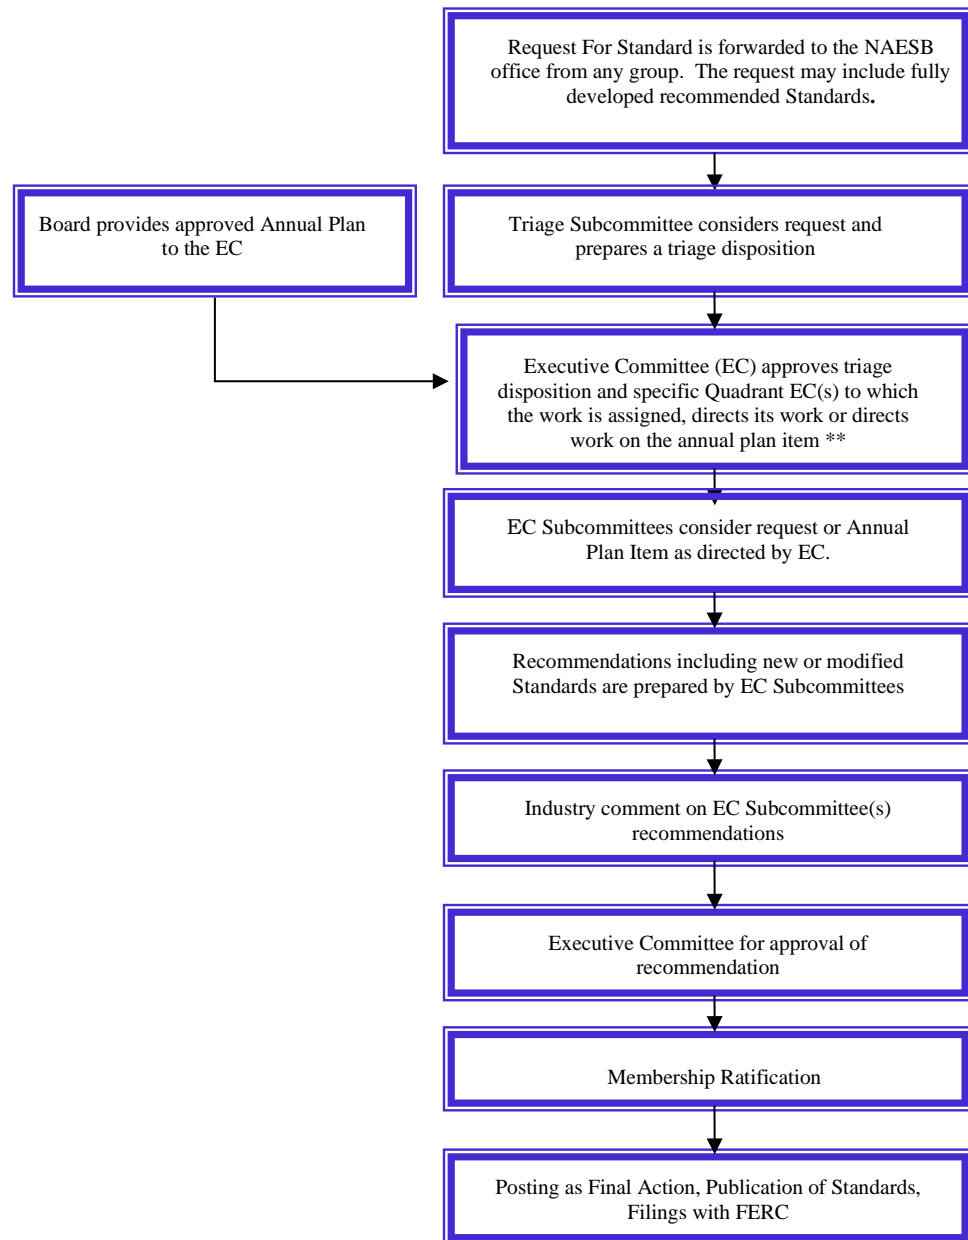 Request For Standard is forwarded to the NAESB
office from any group. The request may include fully
developed recommended Standards.
Board provides approved Annual Plan
to the EC
Triage Subcommittee considers request and
prepares a triage disposition
Executive Committee (EC) approves triage
disposition and specific Quadrant EC(s) to which
the work is assigned, directs its work or directs
work on the annual plan item **
EC Subcommittees consider request or Annual
Plan Item as directed by EC.
Recommendations including new or modified
Standards are prepared by EC Subcommittees
Industry comment on EC Subcommittee(s)
recommendations
Executive Committee for approval of
recommendation
Membership Ratification
Posting as Final Action, Publication of Standards,
Filings with FERC